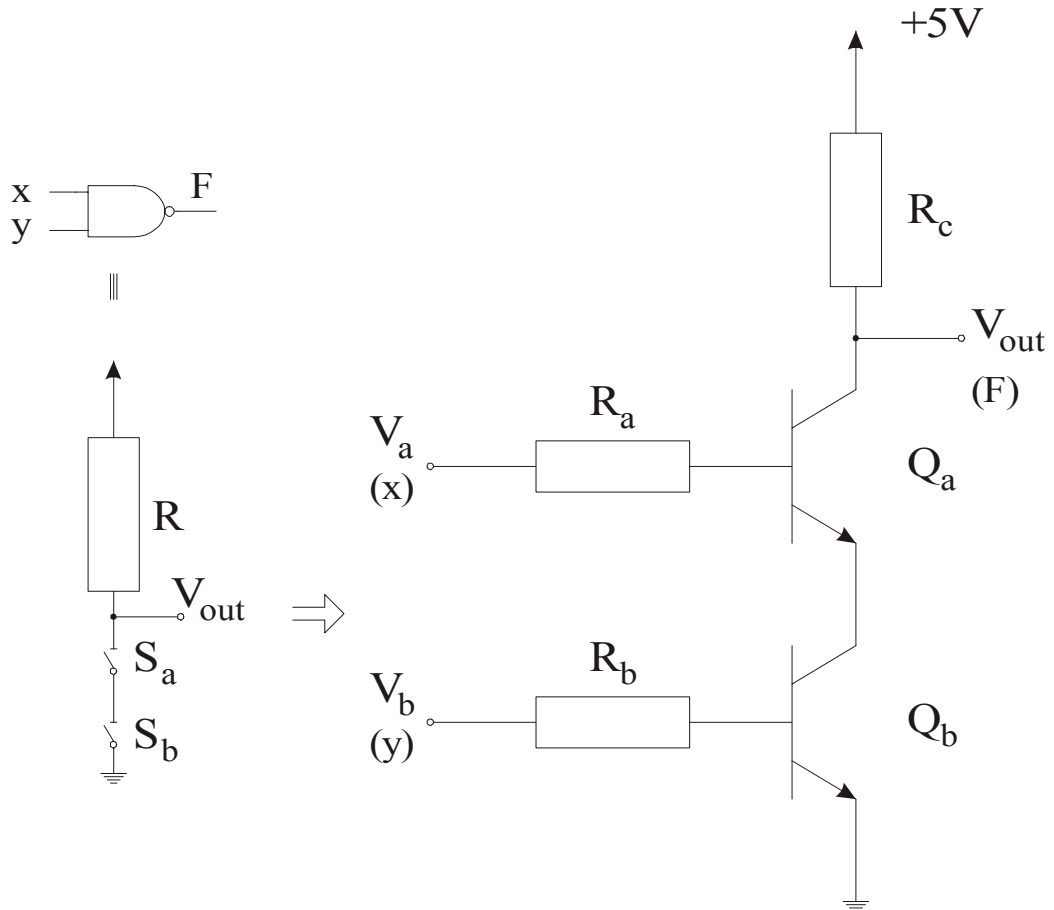 +5V
x
F
y
R_c
V_out
(F)
R_a
V_a
(x)
Q_a
R
V_out
S_a
R_b
V_b
(y)
Q_b
S_b